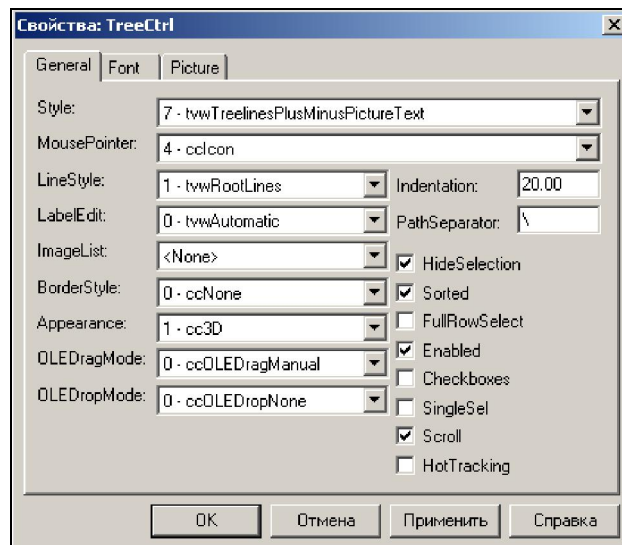 Свойства: TreeCtrl
General Font Picture
Style: 7 - tvwTreelinesPlusMinusPictureText
MousePointer: 4 - ccIcon
LineStyle: 1 - tvwRootLines Indentation: 20.00
LabelEdit: 0 - tvwAutomatic PathSeparator: \
ImageList: <None> HideSelection
BorderStyle: 0 - ccNone Sorted
Appearance: 1 - cc3D FullRowSelect
OLEDragMode: 0 - ccOLEDragManual Enabled
Checkboxes
OLEDropMode: 0 - ccOLEDropNone SingleSel
Scroll
HotTracking
OK Отмена Применить Справка